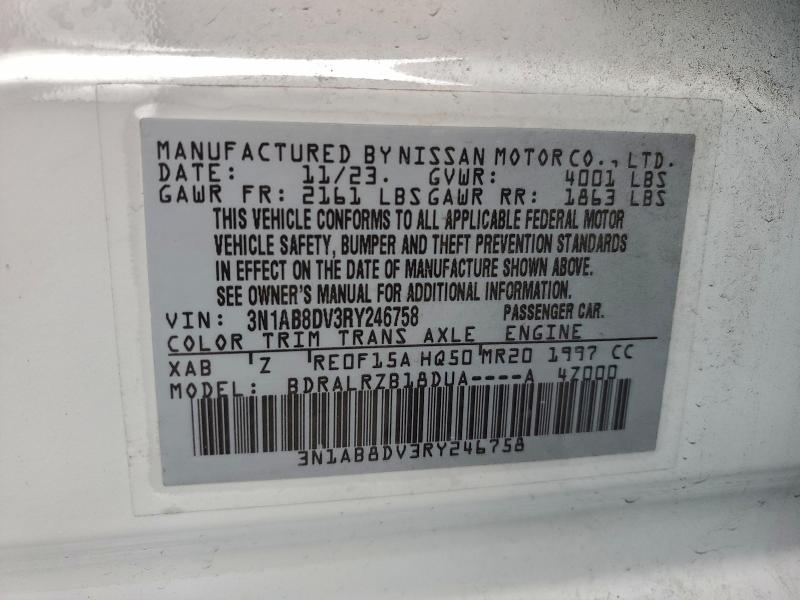 MANUFACTURED BY NISSAN MOTOR CO., LTD.
DATE: 11/23. GVWR: 4001 LBS
GAWR FR: 2161 LBS GAWR RR: 1863 LBS
THIS VEHICLE CONFORMS TO ALL APPLICABLE FEDERAL MOTOR
VEHICLE SAFETY, BUMPER AND THEFT PREVENTION STANDARDS
IN EFFECT ON THE DATE OF MANUFACTURE SHOWN ABOVE.
SEE OWNER'S MANUAL FOR ADDITIONAL INFORMATION.
VIN: 3N1AB8DV3RY246758 PASSENGER CAR.
COLOR TRIM TRANS AXLE ENGINE
XAB Z RE0F15A HQ50 MR20 1997 CC
MODEL: BDRALRZB18DUA----A 4Z000
3N1AB8DV3RY246758